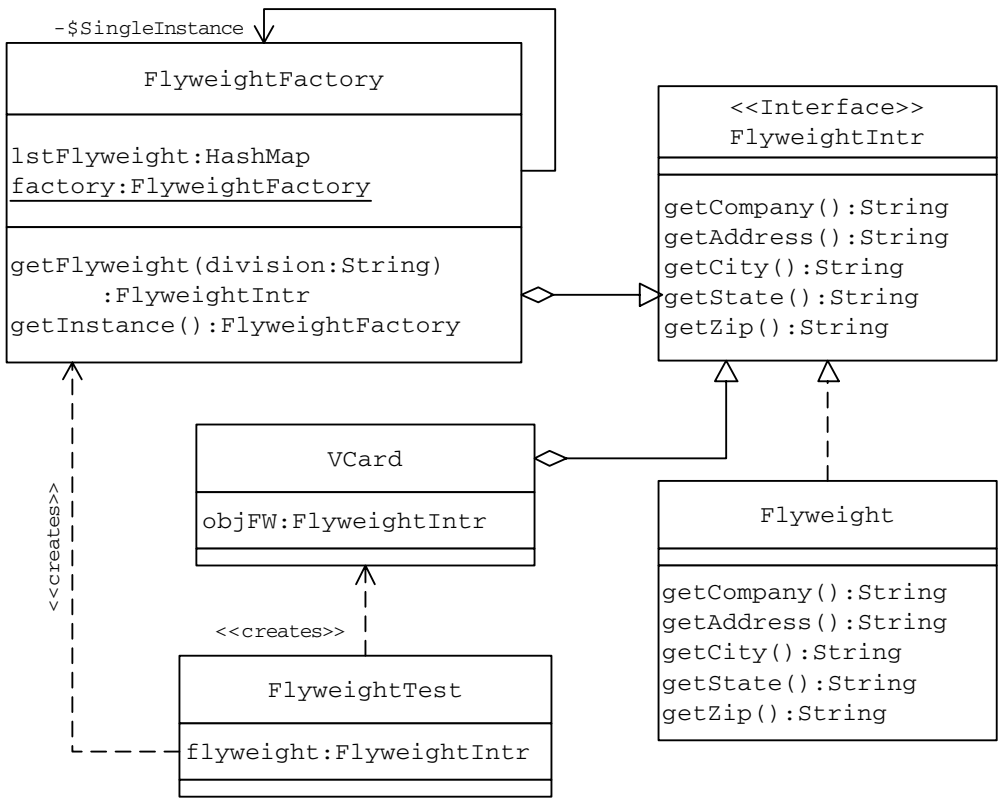 -$SingleInstance
FlyweightFactory
lstFlyweight:HashMap
factory:FlyweightFactory
getFlyweight(division:String)
:FlyweightIntr
getInstance():FlyweightFactory
<<Interface>>
FlyweightIntr
getCompany():String
getAddress():String
getCity():String
getState():String
getZip():String
VCard
objFW:FlyweightIntr
<<creates>>
<<creates>>
FlyweightTest
flyweight:FlyweightIntr
Flyweight
getCompany():String
getAddress():String
getCity():String
getState():String
getZip():String